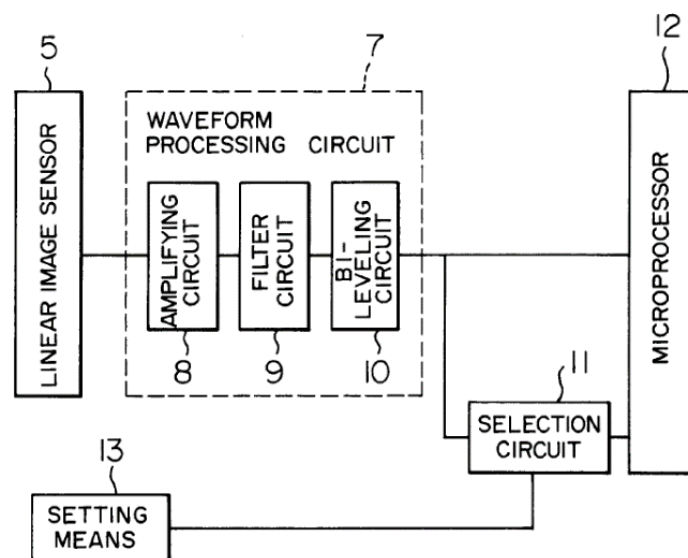 5
7
12
WAVEFORM
PROCESSING CIRCUIT
LINEAR IMAGE SENSOR
AMPLIFYING
CIRCUIT
FILTER
CIRCUIT
BI-
LEVELING
CIRCUIT
MICROPROCESSOR
8
9
10
11
SELECTION
CIRCUIT
13
SETTING
MEANS